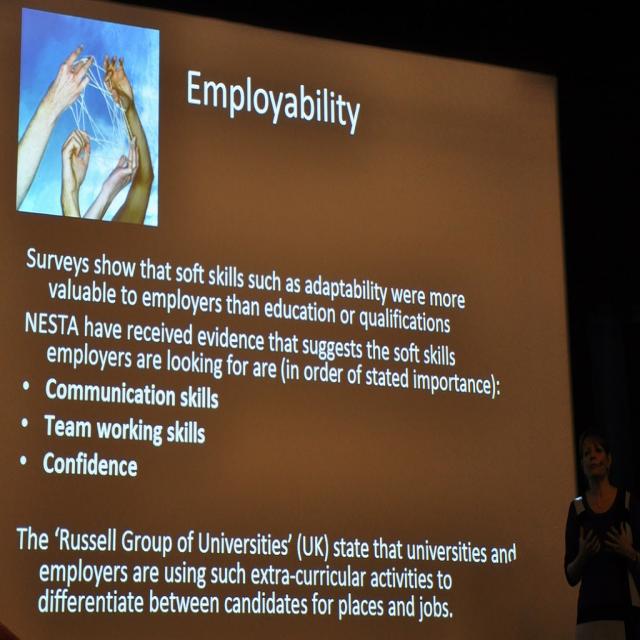 Employability
Surveys show that soft skills such as adaptability were more
valuable to employers than education or qualifications
NESTA have received evidence that suggests the soft skills
employers are looking for are (in order of stated importance):
• Communication skills
• Team working skills
• Confidence
The ‘Russell Group of Universities’ (UK) state that universities and
employers are using such extra-curricular activities to
differentiate between candidates for places and jobs.